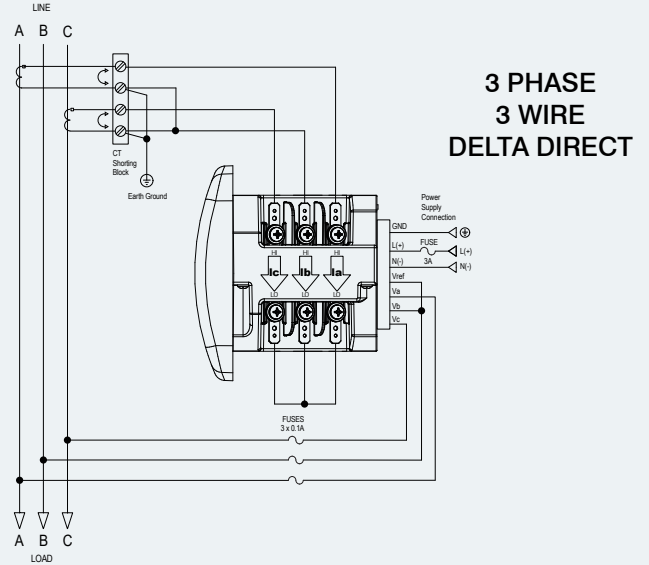 LINE
A B C
3 PHASE
3 WIRE
DELTA DIRECT
CT
Shorting
Block
Earth Ground
Power
Supply
Connection
GND
L(+)
FUSE
L(+)
N(-)
3A
N(-)
Vref
Va
Vb
Vc
HI HI HI
Ic Ib Ia
LO LO LO
FUSES
3 x 0.1A
A B C
LOAD